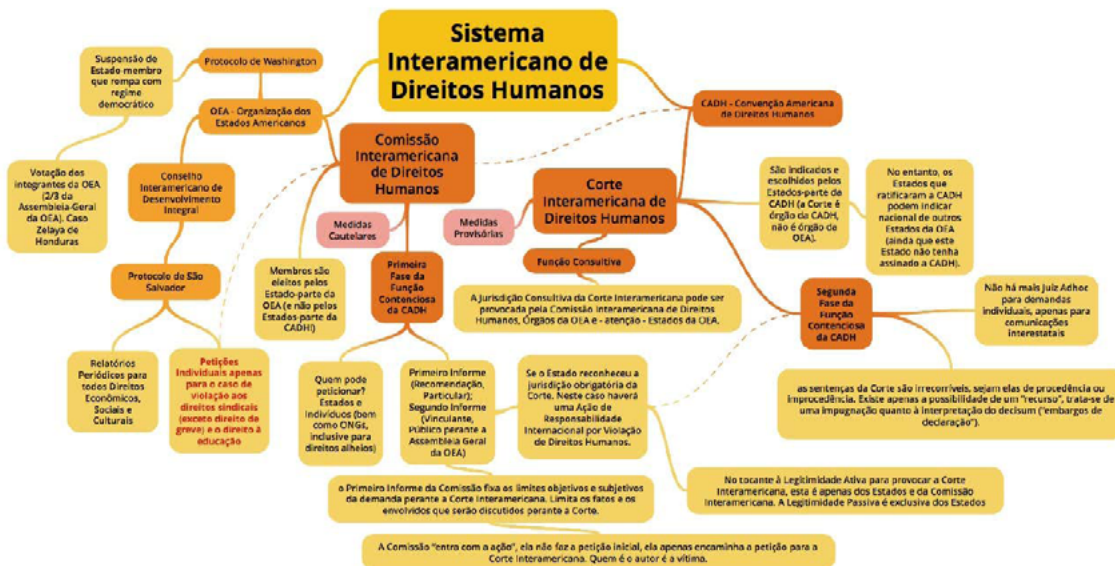 Sistema
Interamericano de
Direitos Humanos
Suspensão de
Estado-membro
que rompa com
regime
democrático
Protocolo de Washington
OEA - Organização dos
Estados Americanos
CADH - Convenção Americana
de Direitos Humanos
Votação dos
integrantes da OEA
(2/3 da
Assembleia-Geral
da OEA). Caso
Zelaya de
Honduras
Conselho
Interamericano de
Desenvolvimento
Integral
Comissão
Interamericana
de Direitos
Humanos
Corte
Interamericana de
Direitos Humanos
São indicados e
escolhidos pelos
Estados-parte da
CADH (a Corte é
órgão da CADH,
não é órgão de
OEA).
No entanto, os
Estados que
ratificaram a CADH
podem indicar
nacional de outros
Estados da OEA
(ainda que este
Estado não tenha
assinado a CADH).
Medidas
Cautelares
Medidas
Provisórias
Função Consultiva
Protocolo de São
Salvador
Membros são
eleitos pelos
Estado-parte da
OEA (e não pelos
Estados-parte da
CADH!)
Primeira
Fase da
Função
Contenciosa
da CADH
A Jurisdição Consultiva da Corte Interamericana pode ser
provocada pela Comissão Interamericana de Direitos
Humanos, Órgãos da OEA e - atenção - Estados da OEA.
Segunda
Fase da
Função
Contenciosa
da CADH
Não há mais Juiz Adhoc
para demandas
individuais, apenas para
comunicações
interestatais
Relatórios
Periódicos para
todos Direitos
Econômicos,
Sociais e
Culturais
Petições
Individuais apenas
para o caso de
violação aos
direitos sindicais
(exceto direito de
greve) e o direito à
educação
Quem pode
peticionar?
Estados e
Indivíduos (bem
como ONGs,
inclusive para
direitos alheios)
Primeiro Informe
(Recomendação,
Particular);
Segundo Informe
(Vinculante,
Público perante a
Assembleia Geral
da OEA)
Se o Estado reconheceu a
jurisdição obrigatória da
Corte. Neste caso haverá
uma Ação de
Responsabilidade
Internacional por Violação
de Direitos Humanos.
as sentenças da Corte são irrecorríveis, sejam elas de procedência ou
improcedência. Existe apenas a possibilidade de um "recurso", trata-se de
uma impugnação quanto à interpretação do decisum ("embargos de
declaração").
o Primeiro Informe da Comissão fixa os limites objetivos e subjetivos
da demanda perante a Corte Interamericana. Limita os fatos e os
envolvidos que serão discutidos perante à Corte.
No tocante à Legitimidade Ativa para provocar a Corte
Interamericana, esta é apenas dos Estados e da Comissão
Interamericana. A Legitimidade Passiva é exclusiva dos Estados
A Comissão "entra com a ação", ela não faz a petição inicial, ela apenas encaminha a petição para a
Corte Interamericana. Quem é o autor é a vítima.